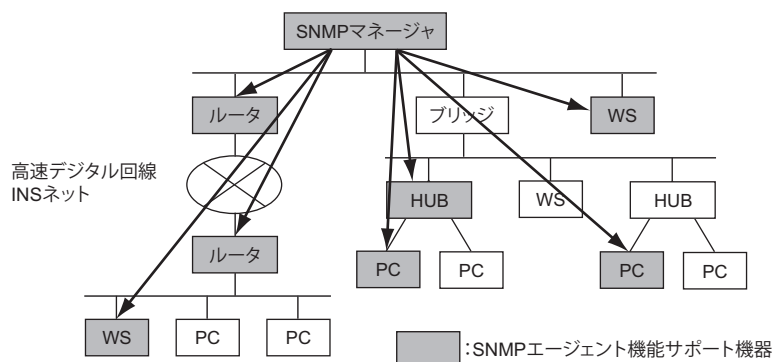 SNMPマネージャ
ルータ
ブリッジ
WS
高速デジタル回線
INSネット
HUB
WS
HUB
ルータ
PC
PC
PC
PC
WS
PC
PC
:SNMPエージェント機能サポート機器